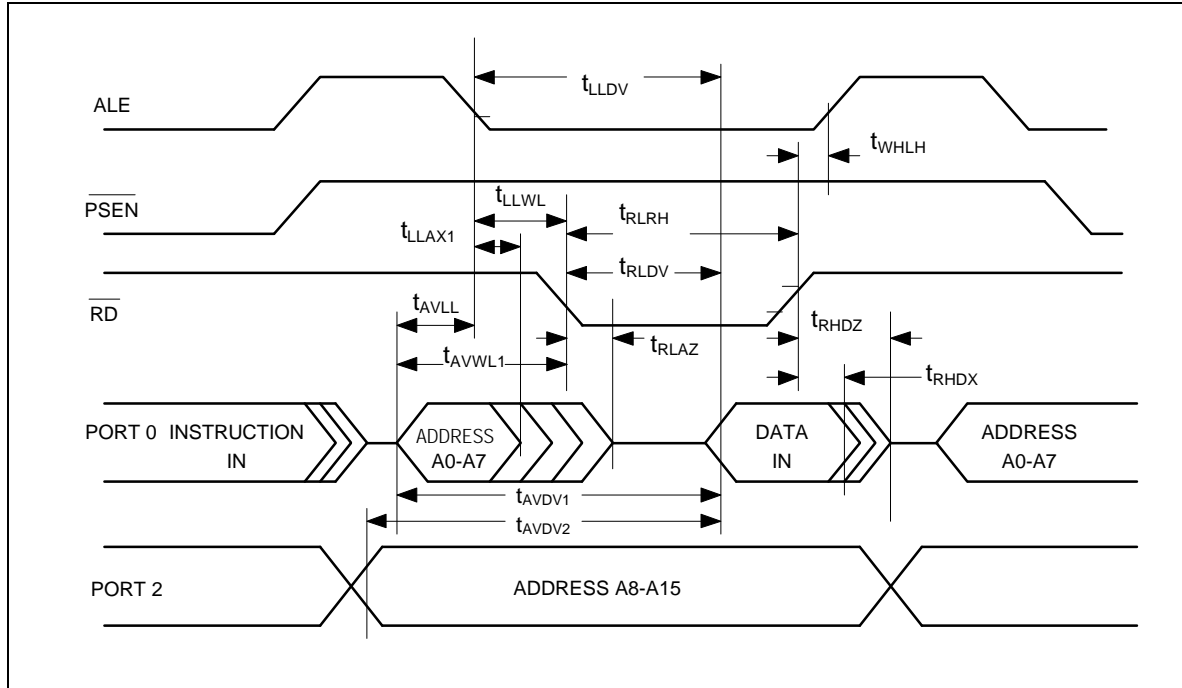 t_LLDV
ALE
t_WHLH
PSEN
t_LLWL
t_RLRH
t_LLAX1
t_RLDV
RD
t_AVLL
t_RHDZ
t_RLAZ
t_AVWL1
t_RHDX
PORT 0 INSTRUCTION IN
ADDRESS A0-A7
DATA IN
ADDRESS A0-A7
t_AVDV1
t_AVDV2
PORT 2
ADDRESS A8-A15